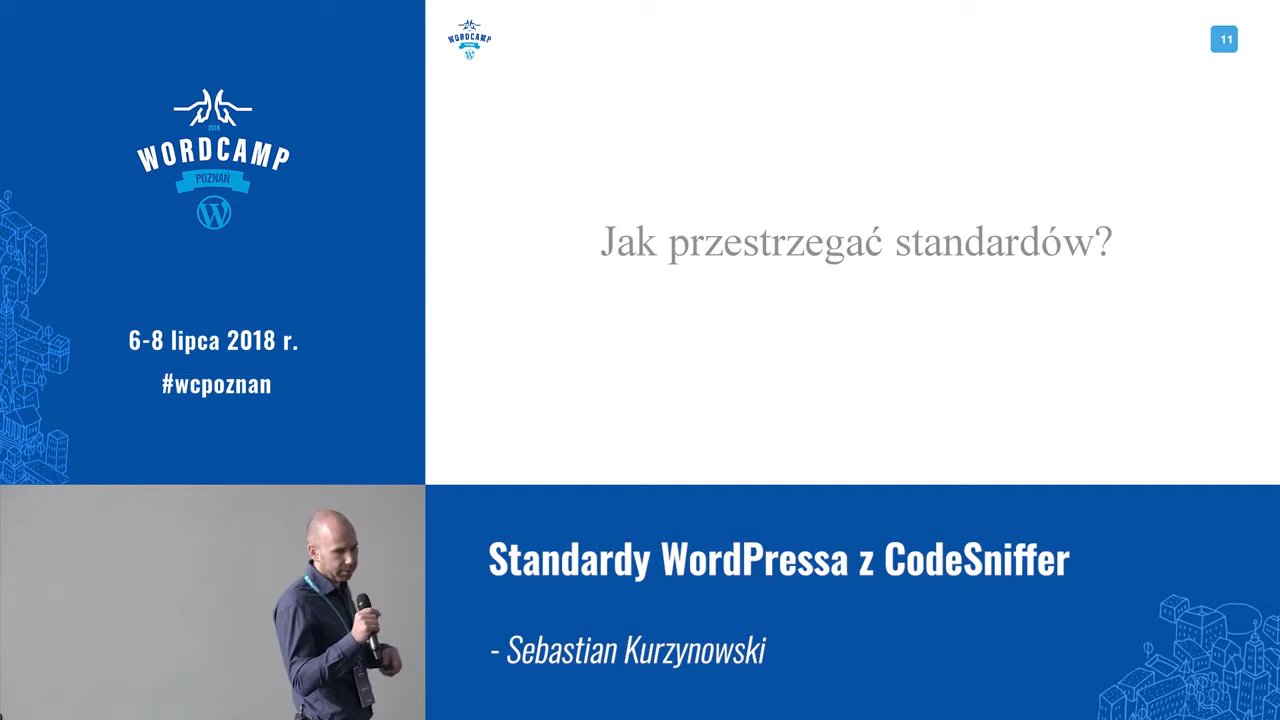 2018
WORDCAMP
POZNAŃ
6-8 lipca 2018 r.
#wcpoznan
WORDCAMP
11
Jak przestrzegać standardów?
Standardy WordPressa z CodeSniffer
- Sebastian Kurzynowski